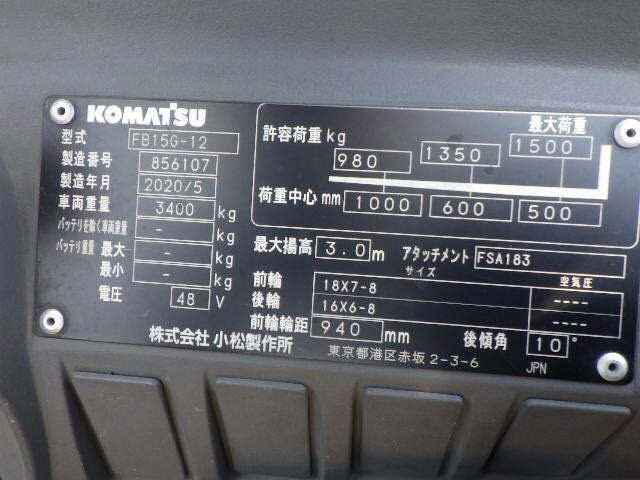 KOMATSU
型式 FB15G-12
製造番号 856107
製造年月 2020/5
車両重量 3400 kg
バッテリを除く車両重量 - kg
バッテリ重量 最大 - kg
最小 - kg
電圧 48 V
株式会社 小松製作所
許容荷重 kg 980 1350 最大荷重 1500
荷重中心 mm 1000 600 500
最大揚高 3.0 m アタッチメント FSA183
サイズ 空気圧
前輪 18X7-8 ----
後輪 16X6-8 ----
前輪輪距 940 mm 後傾角 10°
東京都港区赤坂 2-3-6
JPN